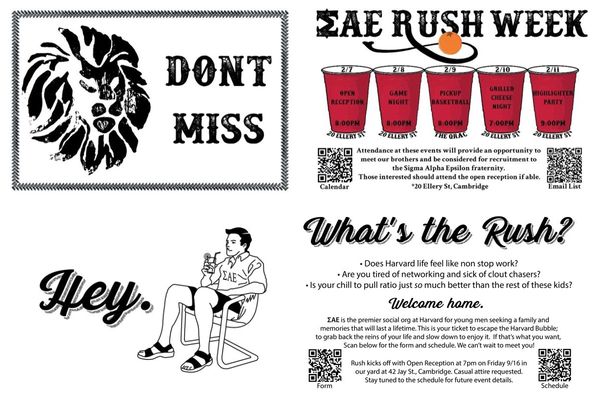 DONT
MISS
ΣAE RUSH WEEK
2/7
OPEN
RECEPTION
8:00PM
20 ELLERY ST
2/8
GAME
NIGHT
8:00PM
20 ELLERY ST
2/9
PICKUP
BASKETBALL
8:00PM
THE QRAC
2/10
GRILLED
CHEESE
NIGHT
7:00PM
20 ELLERY ST
2/11
HIGHLIGHTER
PARTY
9:00PM
20 ELLERY ST
Attendance at these events will provide an opportunity to
meet our brothers and be considered for recruitment to
the Sigma Alpha Epsilon fraternity.
Those interested should attend the open reception if able.
*20 Ellery St, Cambridge
Calendar
Email List
Hey.
ΣAE
What's the Rush?
• Does Harvard life feel like non stop work?
• Are you tired of networking and sick of clout chasers?
• Is your chill to pull ratio just so much better than the rest of these kids?
Welcome home.
ΣAE is the premier social org at Harvard for young men seeking a family and
memories that will last a lifetime. This is your ticket to escape the Harvard Bubble;
to grab back the reins of your life and slow down to enjoy it. If that's what you want,
Scan below for the form and schedule. We can't wait to meet you!
Rush kicks off with Open Reception at 7pm on Friday 9/16 in
our yard at 42 Jay St., Cambridge. Casual attire requested.
Stay tuned to the schedule for future event details.
Form
Schedule